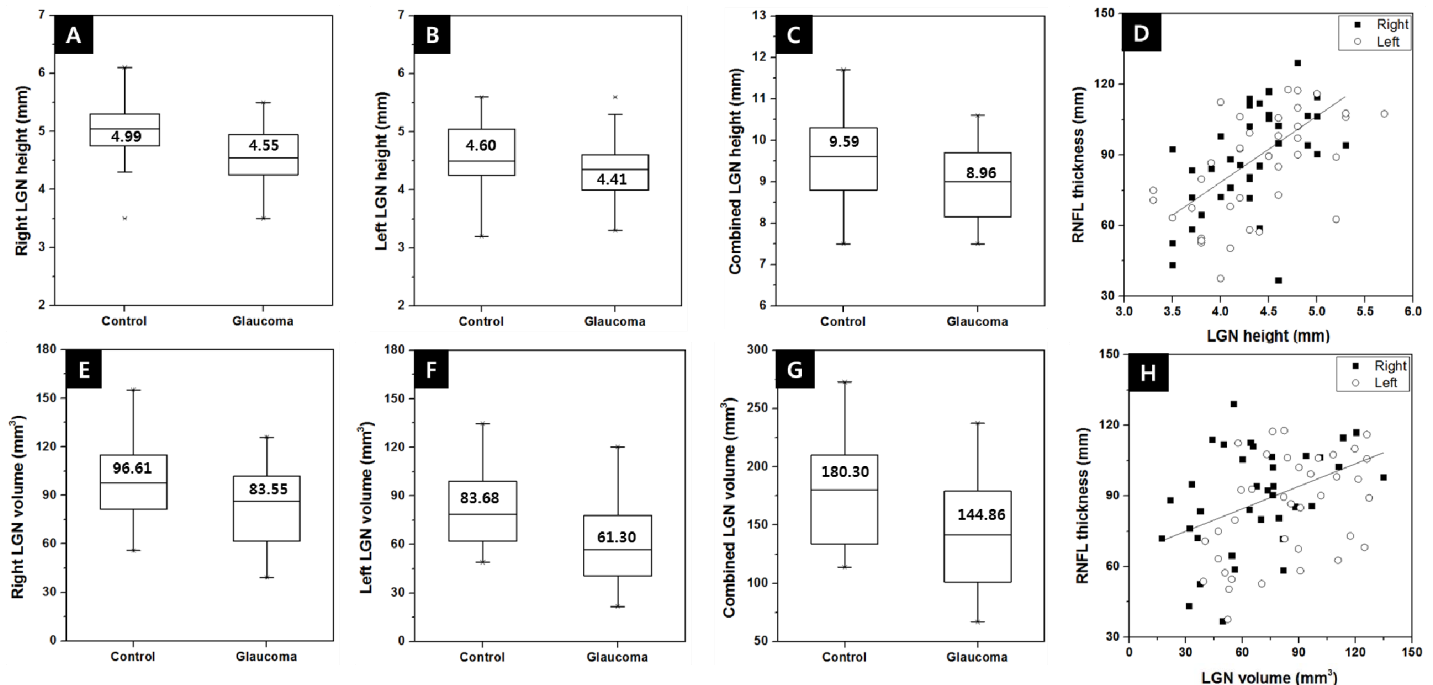 A
Right LGN height (mm)
7
6
5
4
3
2
4.99
4.55
Control
Glaucoma
B
Left LGN height (mm)
7
6
5
4
3
2
4.60
4.41
Control
Glaucoma
C
Combined LGN height (mm)
13
12
11
10
9
8
7
6
9.59
8.96
Control
Glaucoma
D
Right
Left
RNFL thickness (mm)
150
120
90
60
30
3.0
3.5
4.0
4.5
5.0
5.5
6.0
LGN height (mm)
E
Right LGN volume (mm³)
180
150
120
90
60
30
0
96.61
83.55
Control
Glaucoma
F
Left LGN volume (mm³)
180
150
120
90
60
30
0
83.68
61.30
Control
Glaucoma
G
Combined LGN volume (mm³)
300
250
200
150
100
50
180.30
144.86
Control
Glaucoma
H
Right
Left
RNFL thickness (mm)
150
120
90
60
30
0
30
60
90
120
150
LGN volume (mm³)